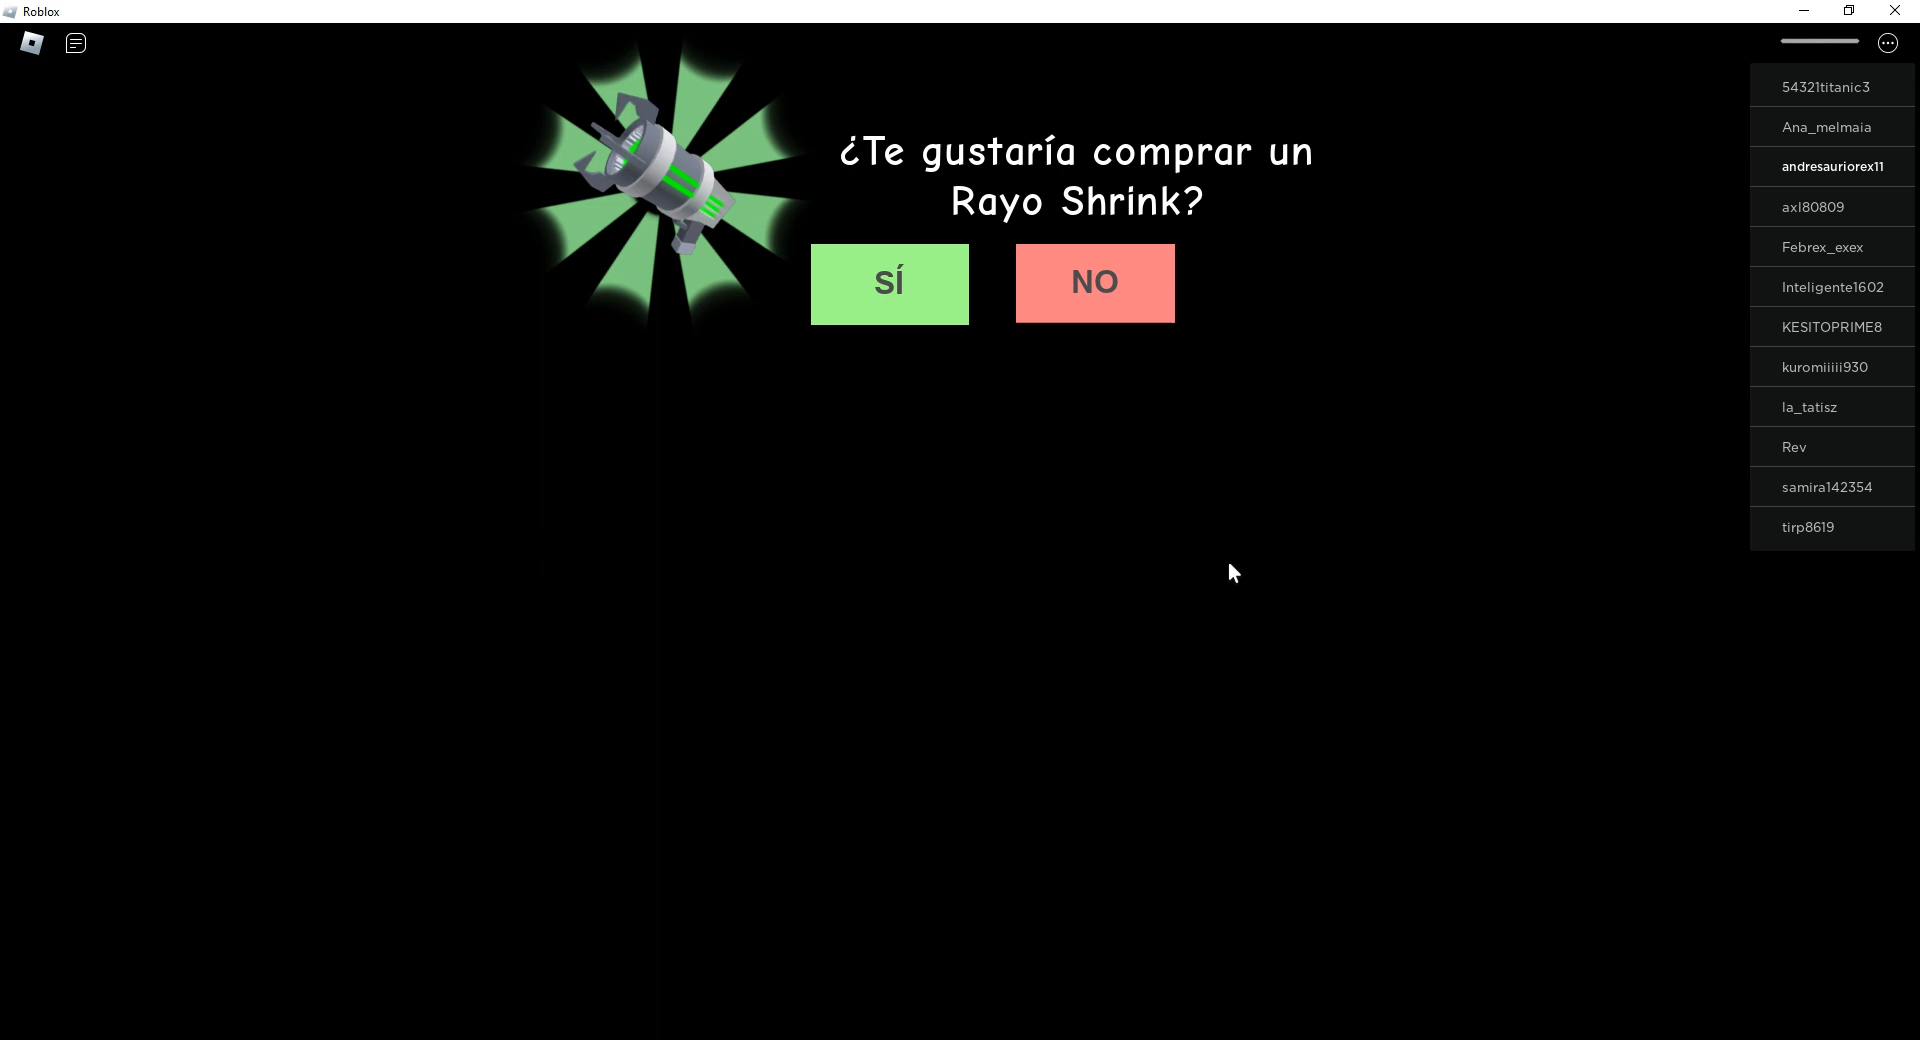 Roblox
¿Te gustaría comprar un
Rayo Shrink?
SÍ
NO
54321titanic3
Ana_melmaia
andresauriorex11
axl80809
Febrex_exex
Inteligente1602
KESITOPRIME8
kuromiiiii930
la_tatisz
Rev
samira142354
tirp8619